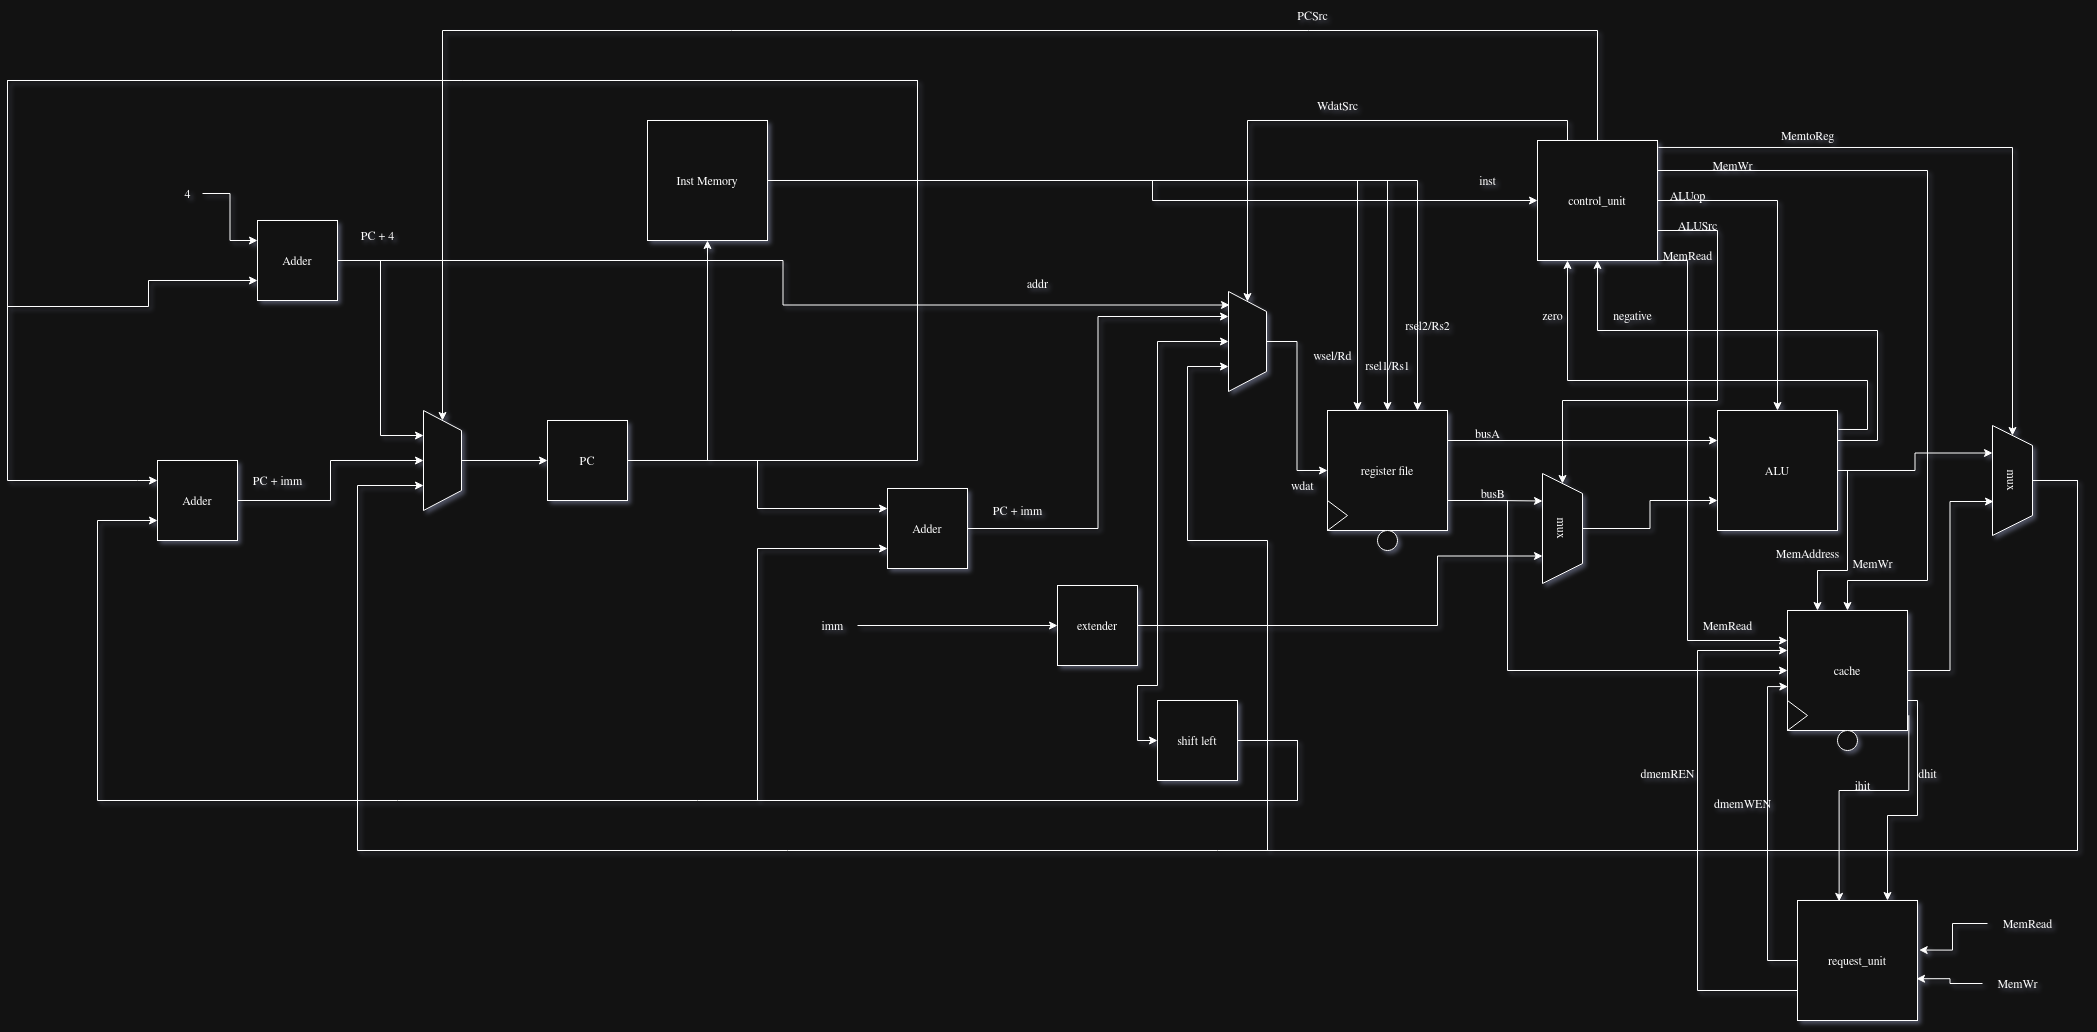 PCSrc
WdatSrc
MemtoReg
MemWr
Inst Memory
inst
control_unit
ALUop
4
ALUSrc
PC + 4
MemRead
Adder
addr
zero
negative
rsel2/Rs2
wsel/Rd
rsel1/Rs1
busA
PC
register file
ALU
mux
PC + imm
Adder
wdat
busB
PC + imm
Adder
mux
MemAddress
MemWr
imm
extender
MemRead
cache
shift left
dmemREN
dhit
ihit
dmemWEN
MemRead
request_unit
MemWr